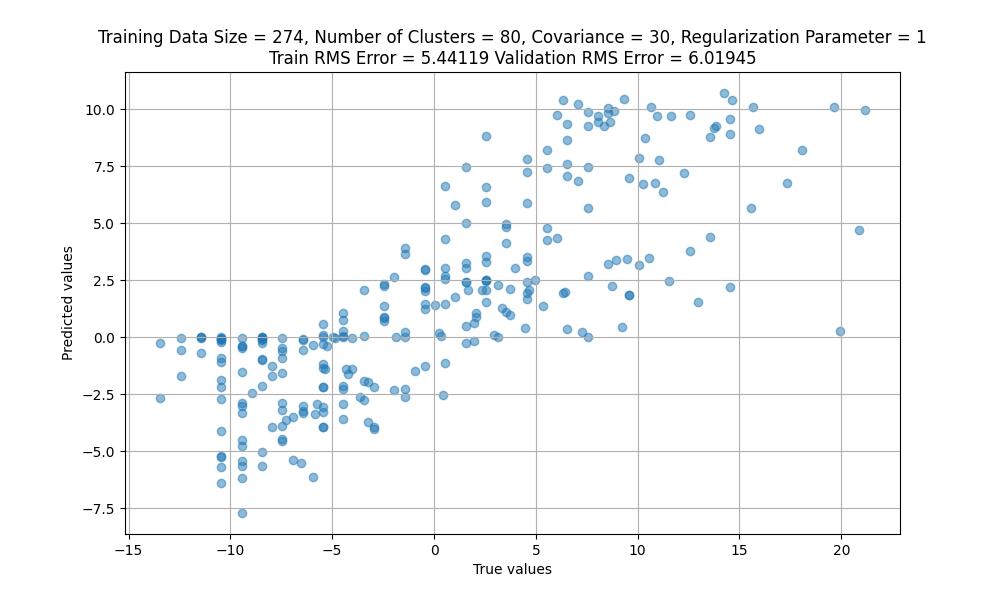 Training Data Size = 274, Number of Clusters = 80, Covariance = 30, Regularization Parameter = 1
Train RMS Error = 5.44119 Validation RMS Error = 6.01945
10.0
7.5
5.0
2.5
0.0
−2.5
−5.0
−7.5
Predicted values
−15 −10 −5 0 5 10 15 20
True values